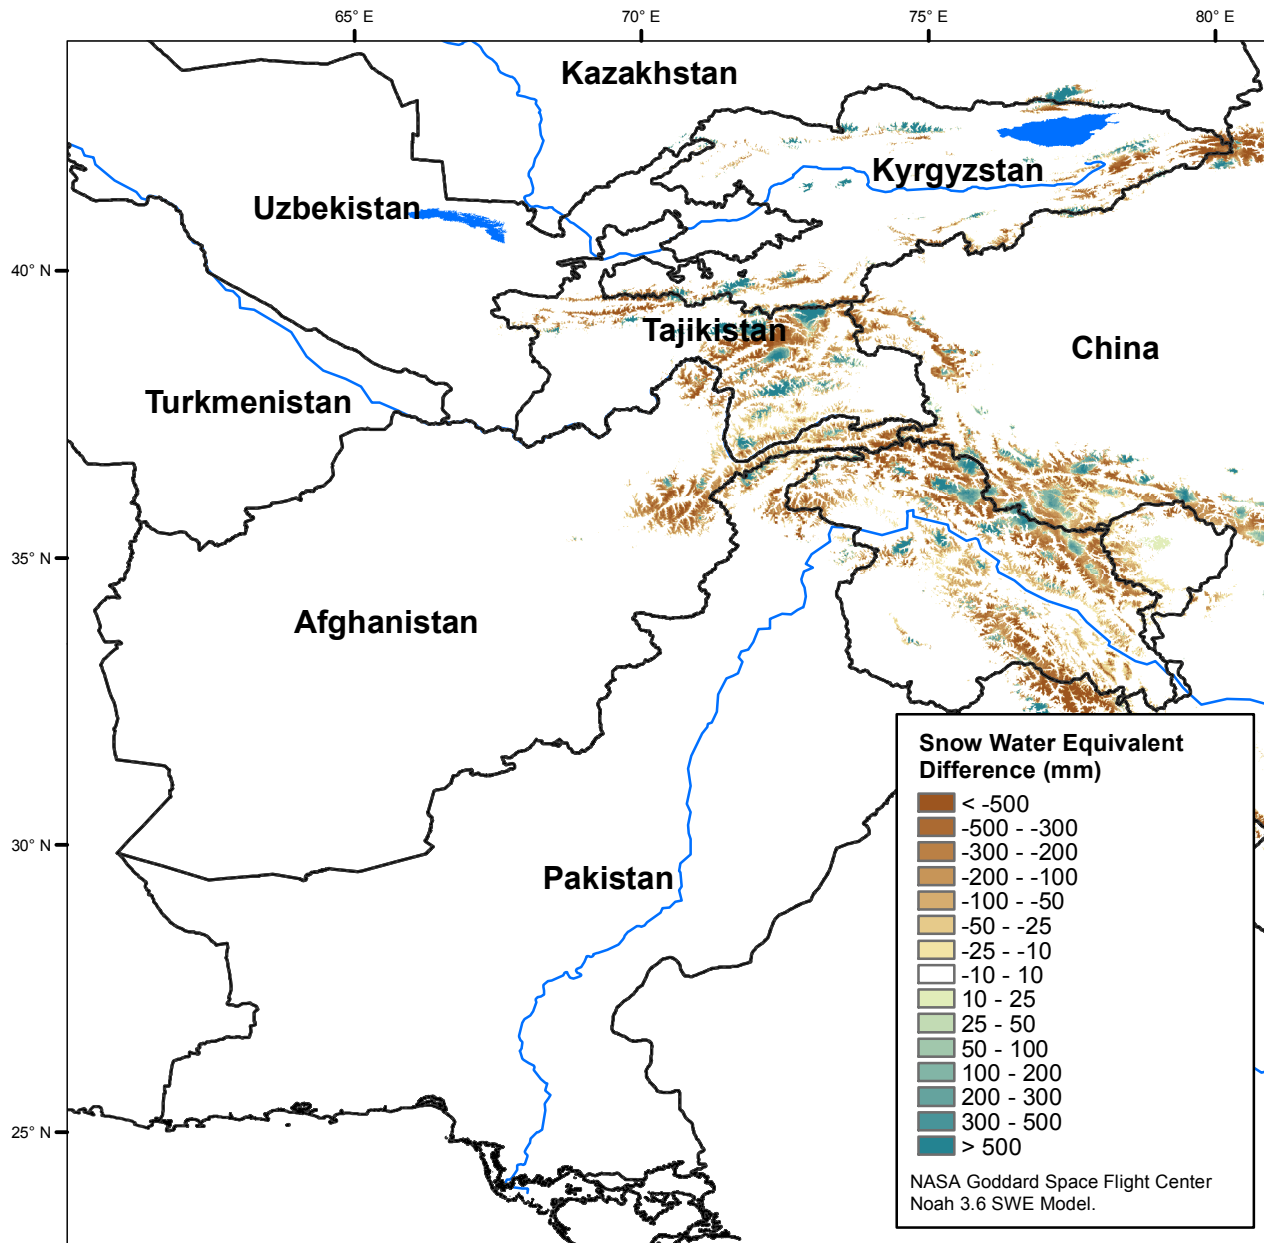 65° E
70° E
75° E
80° E
Kazakhstan
Kyrgyzstan
Uzbekistan
40° N
Tajikistan
China
Turkmenistan
35° N
Afghanistan
30° N
Pakistan
25° N
Snow Water Equivalent
Difference (mm)
< -500
-500 - -300
-300 - -200
-200 - -100
-100 - -50
-50 - -25
-25 - -10
-10 - 10
10 - 25
25 - 50
50 - 100
100 - 200
200 - 300
300 - 500
> 500
NASA Goddard Space Flight Center
Noah 3.6 SWE Model.